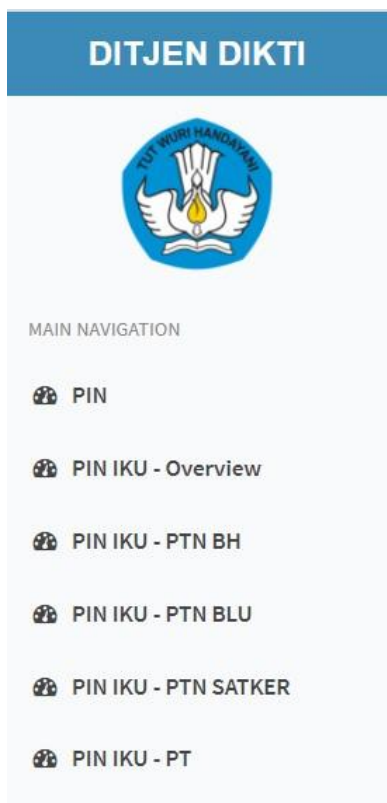 DITJEN DIKTI
TUT WURI HANDAYANI
MAIN NAVIGATION
PIN
PIN IKU - Overview
PIN IKU - PTN BH
PIN IKU - PTN BLU
PIN IKU - PTN SATKER
PIN IKU - PT